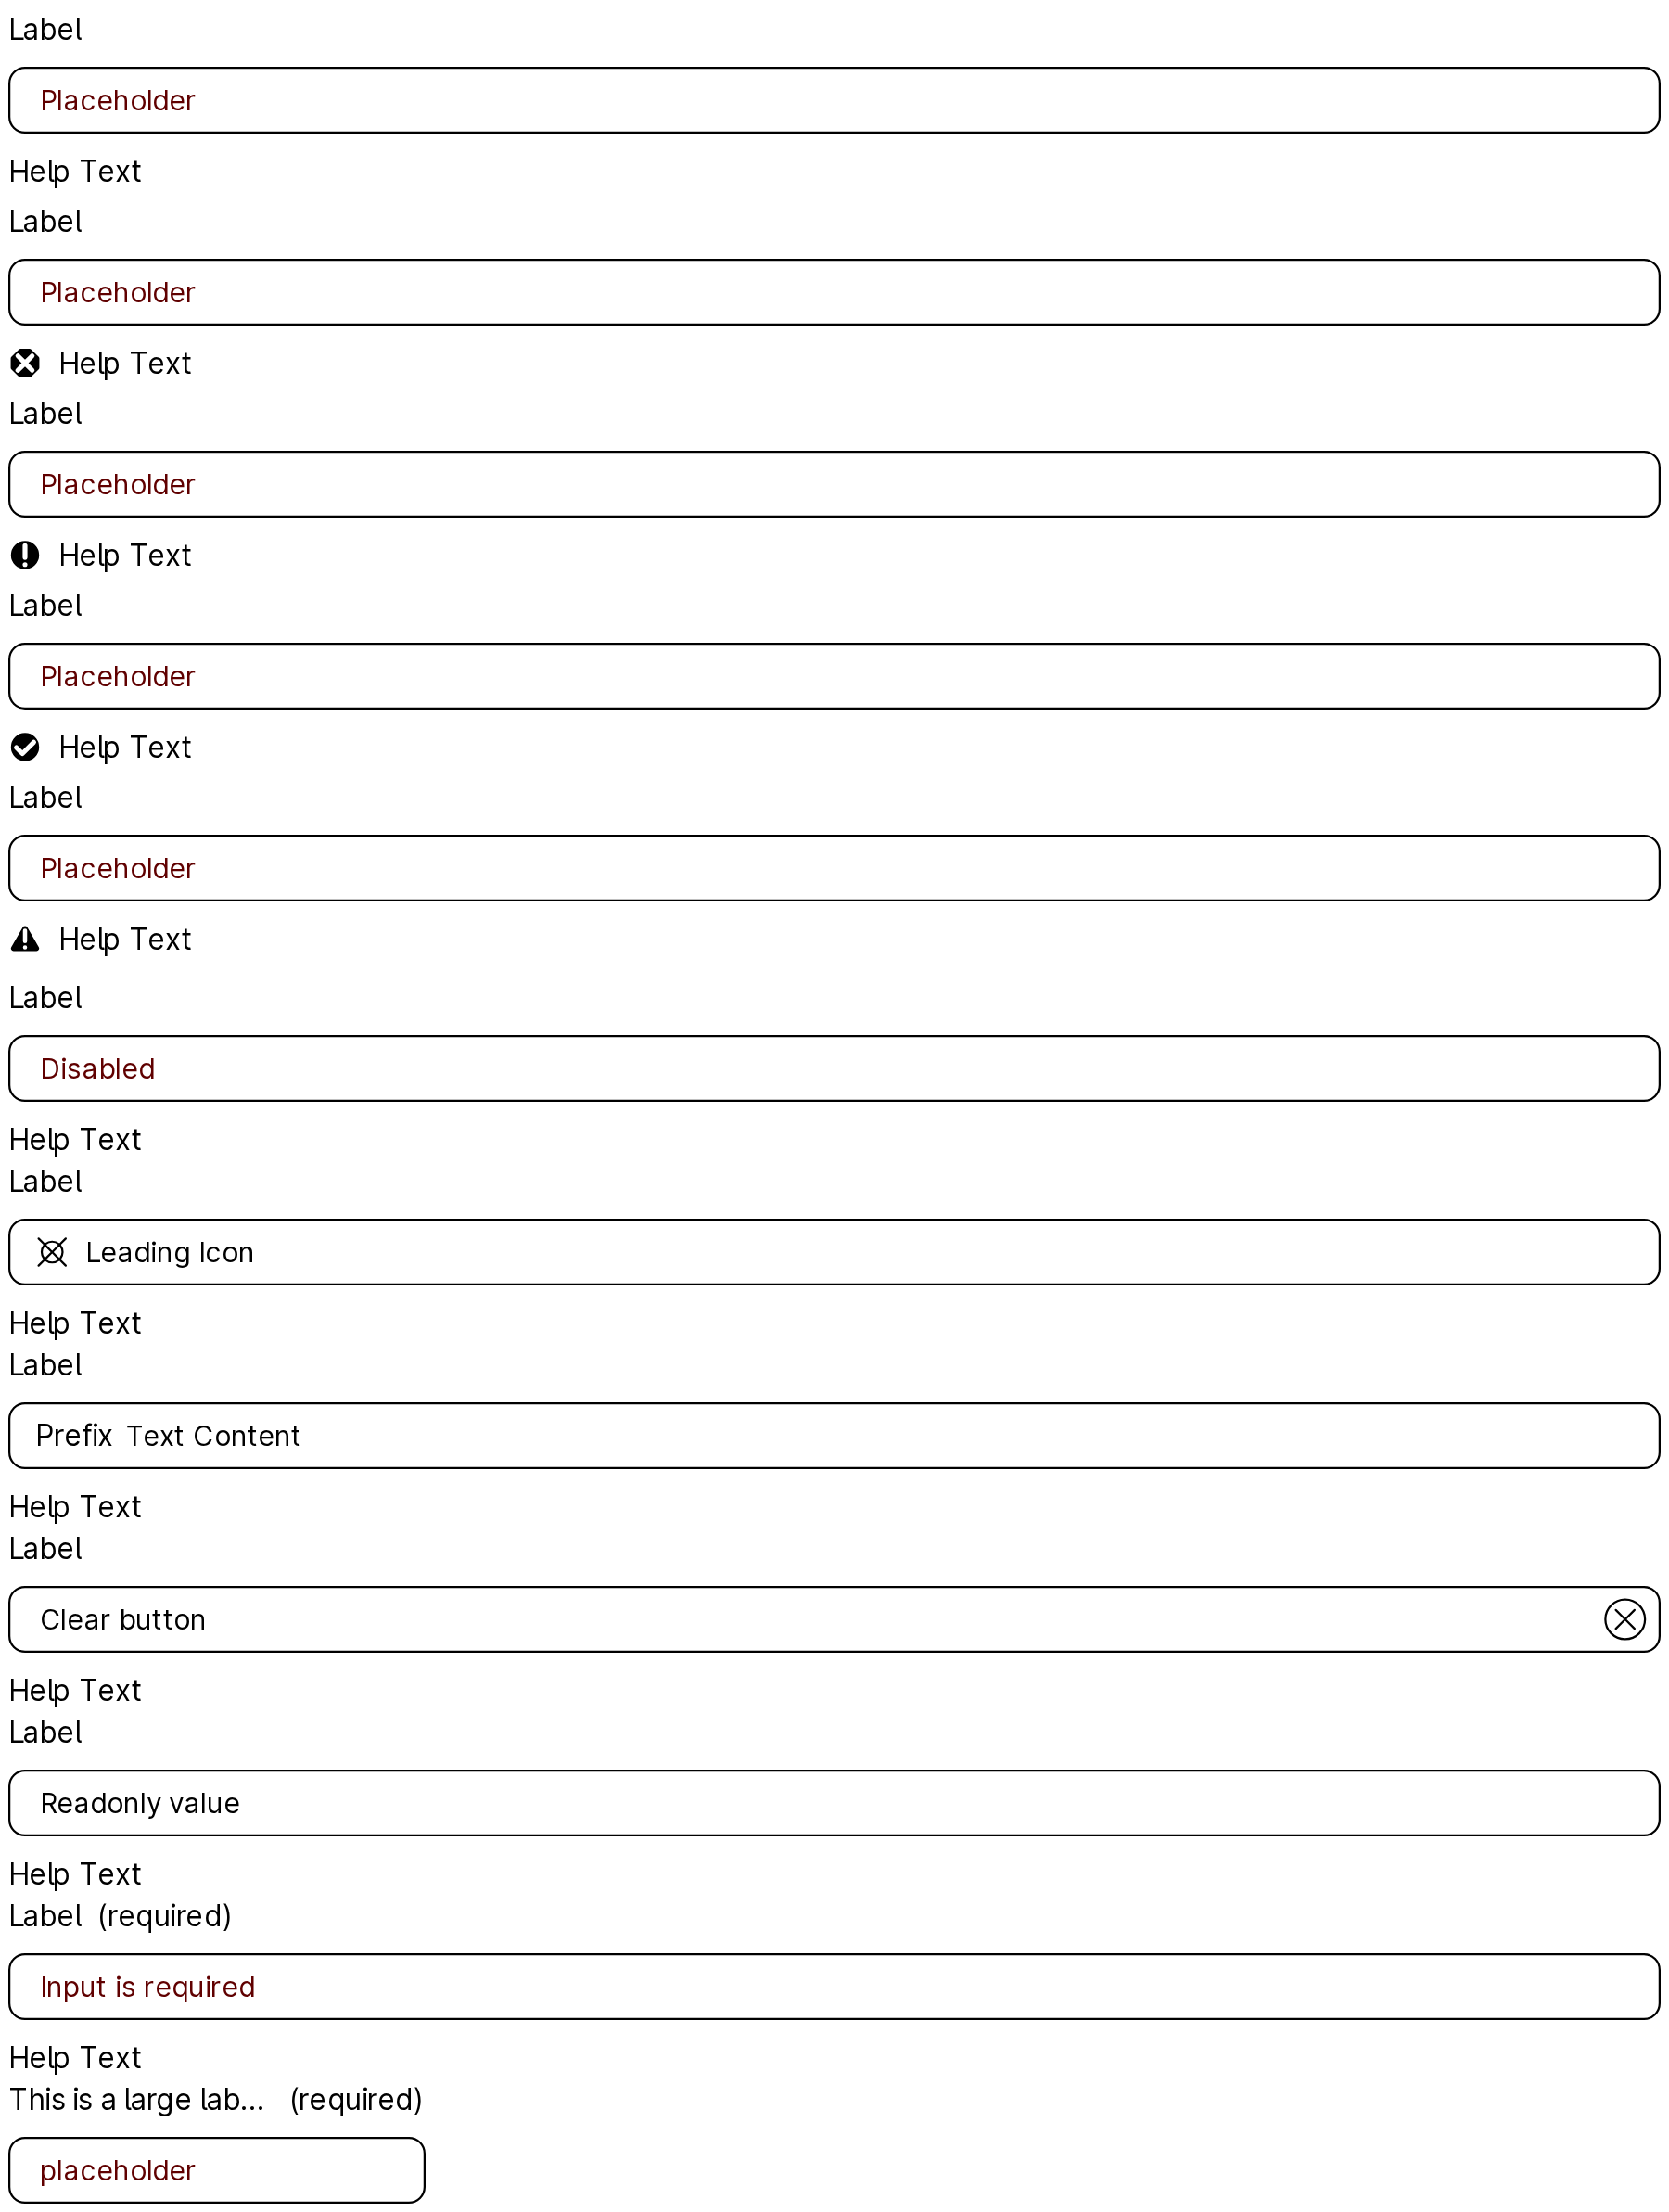 Label
Placeholder
Help Text
Label
Placeholder
Help Text
Label
Placeholder
Help Text
Label
Placeholder
Help Text
Label
Placeholder
Help Text
Label
Disabled
Help Text
Label
Leading Icon
Help Text
Label
Prefix Text Content
Help Text
Label
Clear button
Help Text
Label
Readonly value
Help Text
Label (required)
Input is required
Help Text
This is a large lab... (required)
placeholder